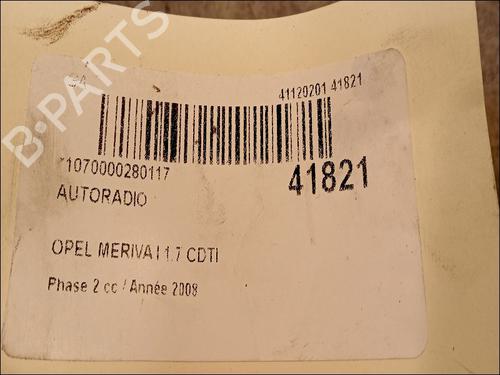 B-PARTS
41120201 41821
*1070000280117
41821
AUTORADIO
OPEL MERIVA I 1.7 CDTI
Phase 2 cc / Année 2008